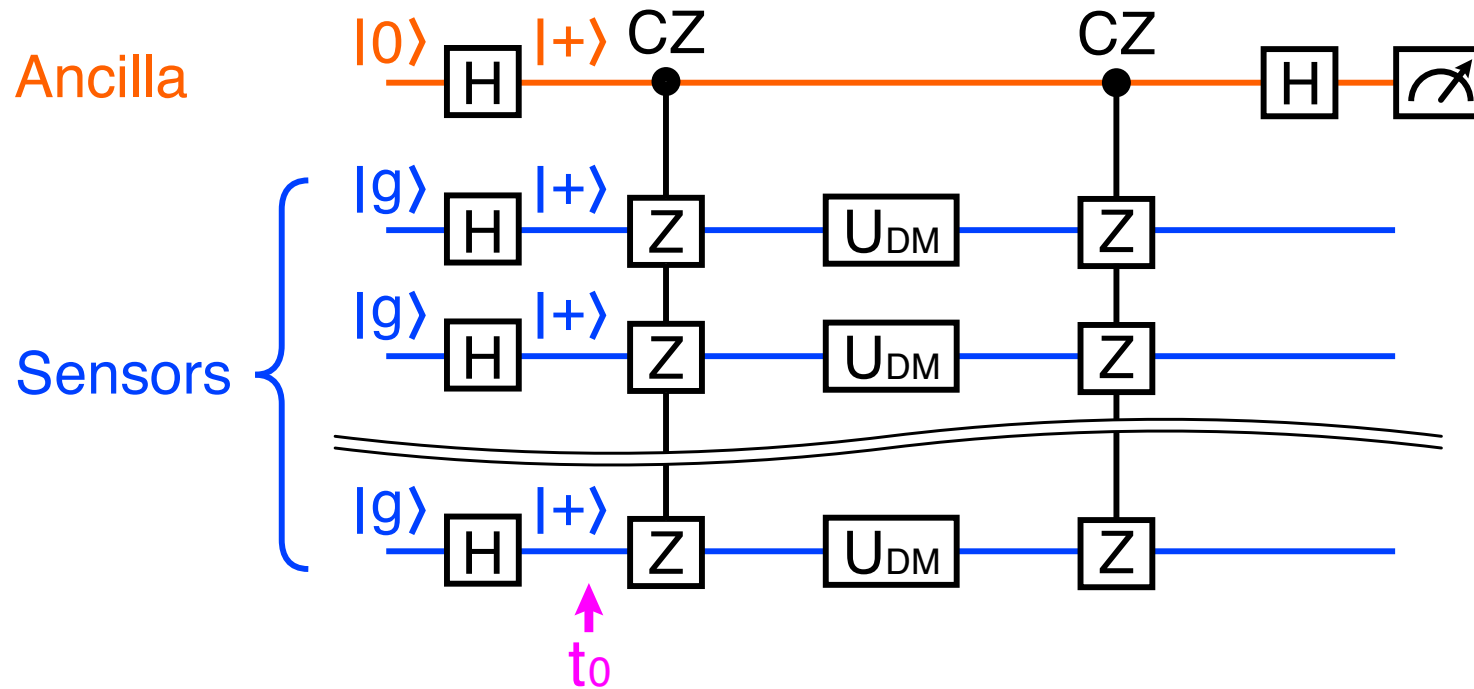 |0⟩ |+⟩ CZ CZ
Ancilla H H
|g⟩ |+⟩
H Z UDM Z
|g⟩ |+⟩
H Z UDM Z
Sensors
|g⟩ |+⟩
H Z UDM Z
t0